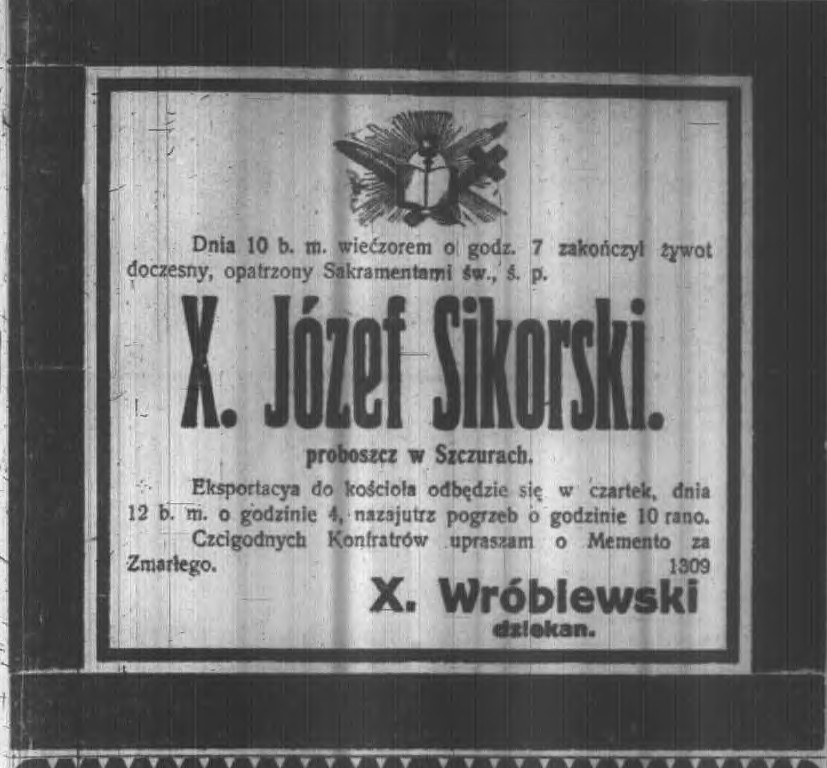 Dnia 10 b. m. wieczorem o godz. 7 zakończył żywot
doczesny, opatrzony Sakramentami św., ś. p.
X. Józef Sikorski.
proboszcz w Szczurach.
Eksportacya do kościoła odbędzie się w czartek, dnia
12 b. m. o godzinie 4, nazajutrz pogrzeb o godzinie 10 rano.
Czcigodnych Konfratrów upraszam o Memento za
Zmarłego. 1309
X. Wróblewski
dziekan.